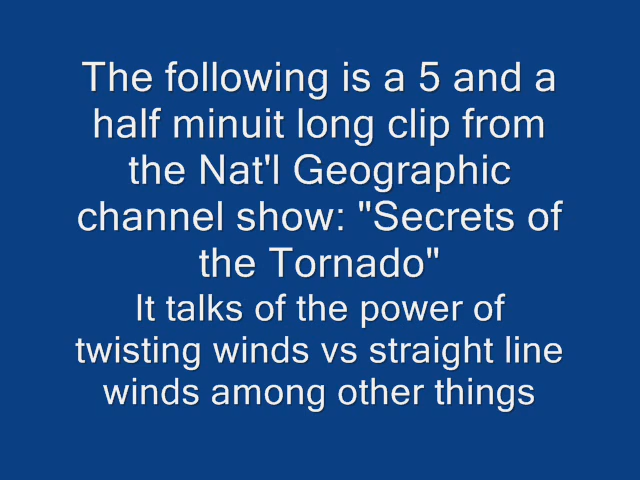 The following is a 5 and a
half minuit long clip from
the Nat'l Geographic
channel show: "Secrets of
the Tornado"
It talks of the power of
twisting winds vs straight line
winds among other things